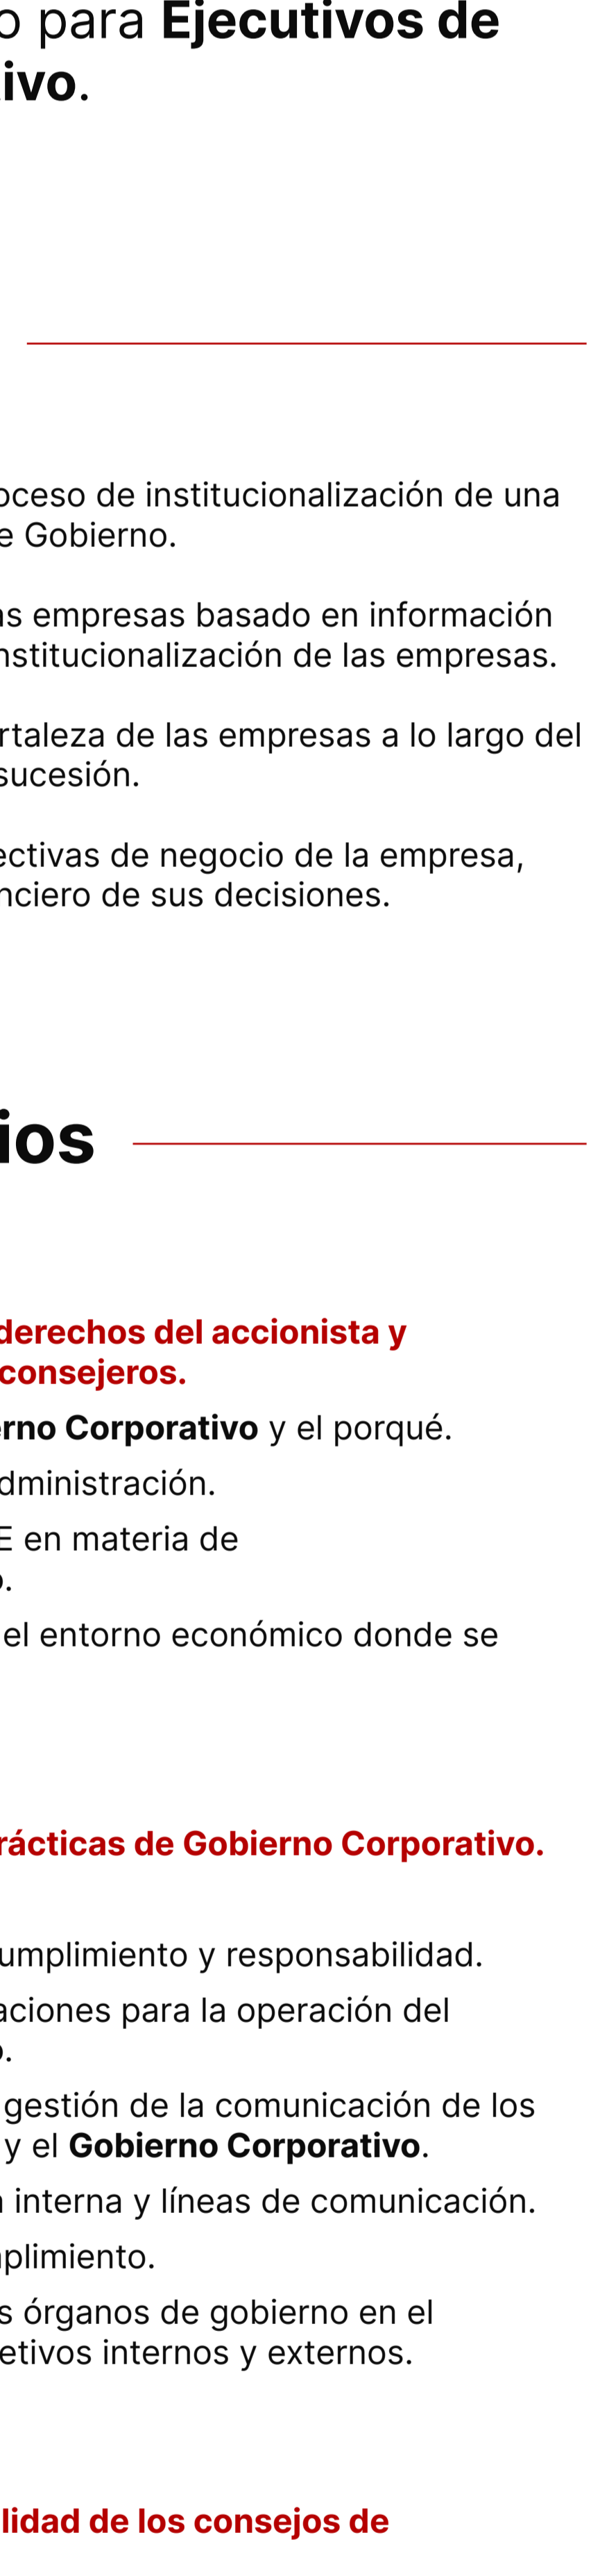 o para Ejecutivos de
ivo.
oceso de institucionalización de una
e Gobierno.
as empresas basado en información
nstitucionalización de las empresas.
rtaleza de las empresas a lo largo del
sucesión.
ectivas de negocio de la empresa,
nciero de sus decisiones.
ios
derechos del accionista y
consejeros.
erno Corporativo y el porqué.
dministración.
E en materia de
o.
el entorno económico donde se
rácticas de Gobierno Corporativo.
umplimiento y responsabilidad.
aciones para la operación del
o.
gestión de la comunicación de los
y el Gobierno Corporativo.
a interna y líneas de comunicación.
plimiento.
s órganos de gobierno en el
etivos internos y externos.
lidad de los consejos de